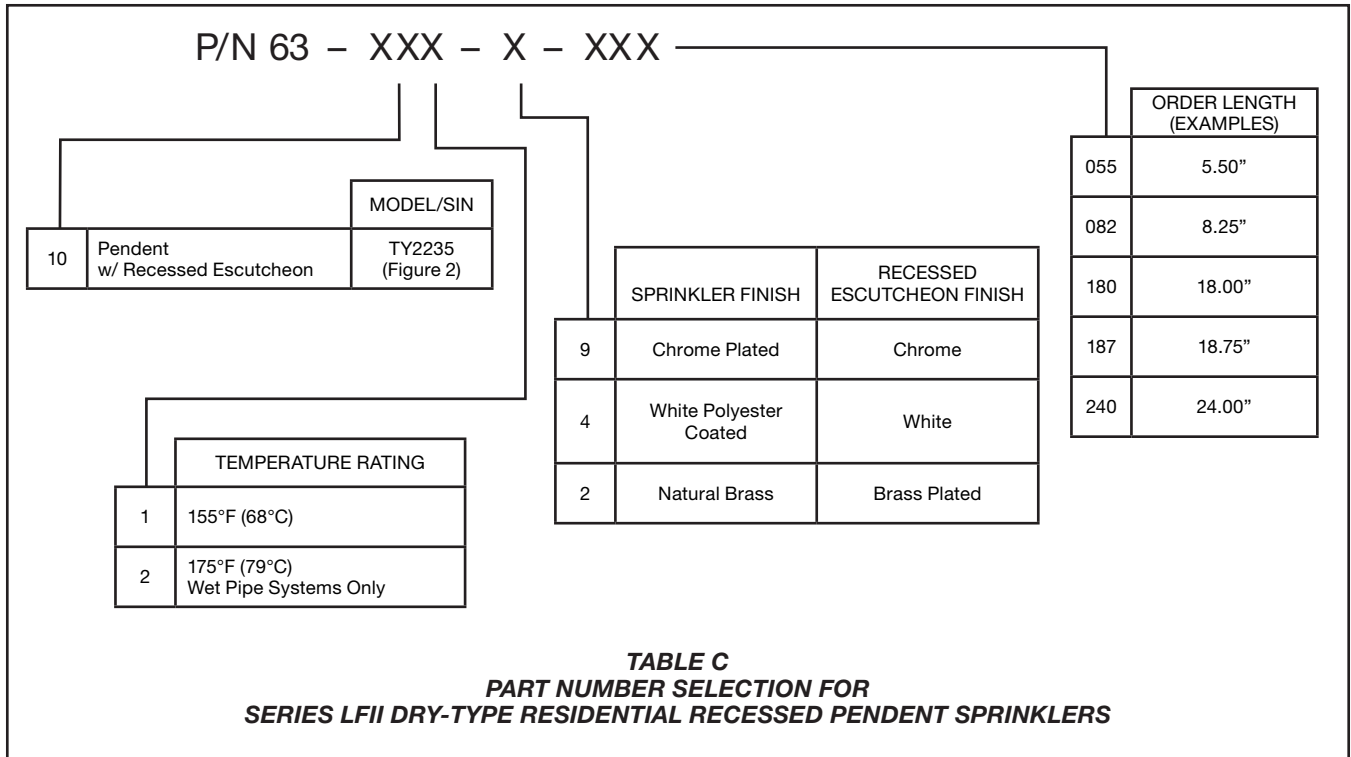 P/N 63 – XXX – X – XXX
ORDER LENGTH
(EXAMPLES)
055 5.50”
082 8.25”
180 18.00”
187 18.75”
240 24.00”
MODEL/SIN
10 Pendent
w/ Recessed Escutcheon
TY2235
(Figure 2)
SPRINKLER FINISH
RECESSED
ESCUTCHEON FINISH
9 Chrome Plated Chrome
4 White Polyester
Coated
White
2 Natural Brass Brass Plated
TEMPERATURE RATING
1 155°F (68°C)
2 175°F (79°C)
Wet Pipe Systems Only
TABLE C
PART NUMBER SELECTION FOR
SERIES LFII DRY-TYPE RESIDENTIAL RECESSED PENDENT SPRINKLERS